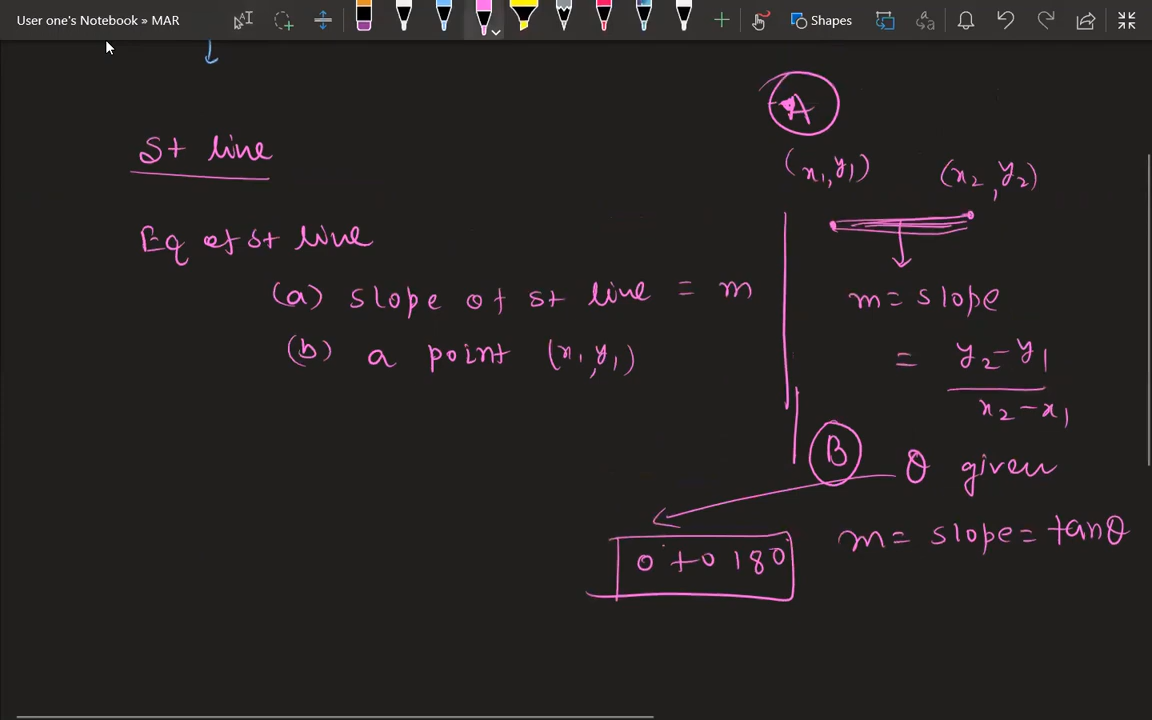 User one's Notebook » MAR
Shapes
St line
Eq of st line
(a) slope of st line = m
(b) a point (x₁, y₁)
A
(x₁, y₁) (x₂, y₂)
m = slope
= y₂ - y₁
x₂ - x₁
B θ given
m = slope = tanθ
0 to 180